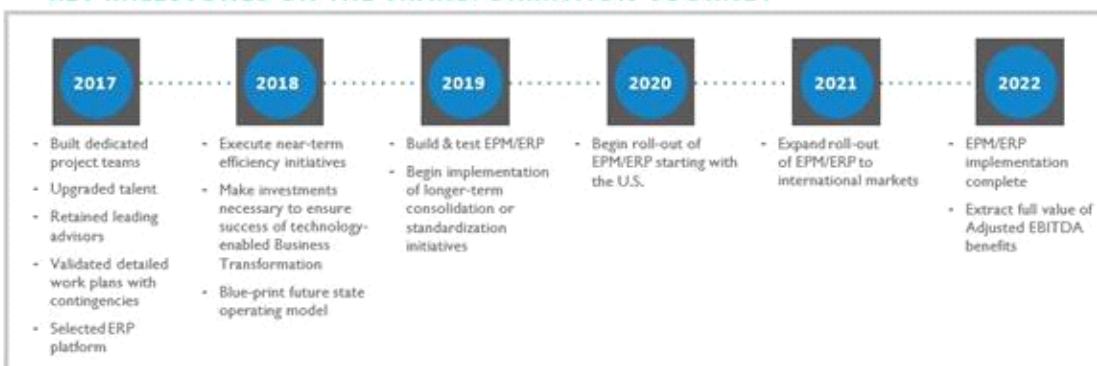 2017
- Built dedicated
project teams
- Upgraded talent
- Retained leading
advisors
- Validated detailed
work plans with
contingencies
- Selected ERP
platform
2018
- Execute near-term
efficiency initiatives
- Make investments
necessary to ensure
success of technology-
enabled Business
Transformation
- Blue-print future state
operating model
2019
- Build & test EPM/ERP
- Begin implementation
of longer-term
consolidation or
standardization
initiatives
2020
- Begin roll-out of
EPM/ERP starting with
the U.S.
2021
- Expand roll-out
of EPM/ERP to
international markets
2022
- EPM/ERP
implementation
complete
- Extract full value of
Adjusted EBITDA
benefits